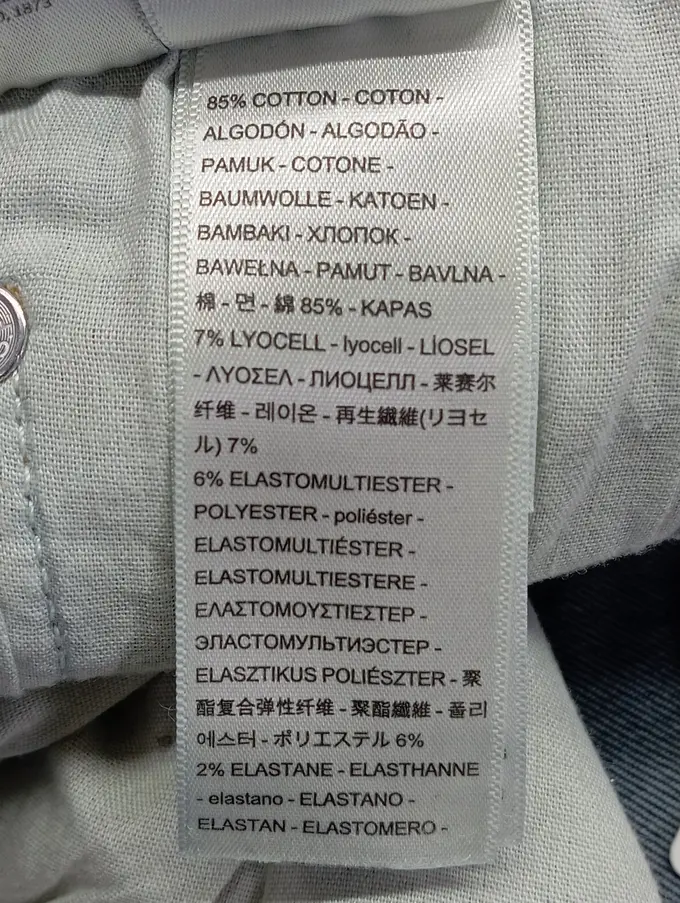 85% COTTON - COTON -
ALGODÓN - ALGODÃO -
PAMUK - COTONE -
BAUMWOLLE - KATOEN -
BAMBAKI - ХЛОПОК -
BAWEŁNA - PAMUT - BAVLNA -
棉 - 면 - 綿 85% - KAPAS
7% LYOCELL - lyocell - LİOSEL
- ΛΥΟΣΕΛ - ЛИОЦЕЛЛ - 莱赛尔
纤维 - 레이온 - 再生繊維(リヨセ
ル) 7%
6% ELASTOMULTIESTER -
POLYESTER - poliéster -
ELASTOMULTIÉSTER -
ELASTOMULTIESTERE -
ΕΛΑΣΤΟΜΟΥΣΤΙΕΣΤΕΡ -
ЭЛАСТОМУЛЬТИЭСТЕР -
ELASZTIKUS POLIÉSZTER - 聚
酯复合弹性纤维 - 聚酯纖維 - 폴리
에스터 - ポリエステル 6%
2% ELASTANE - ELASTHANNE
- elastano - ELASTANO -
ELASTAN - ELASTOMERO -